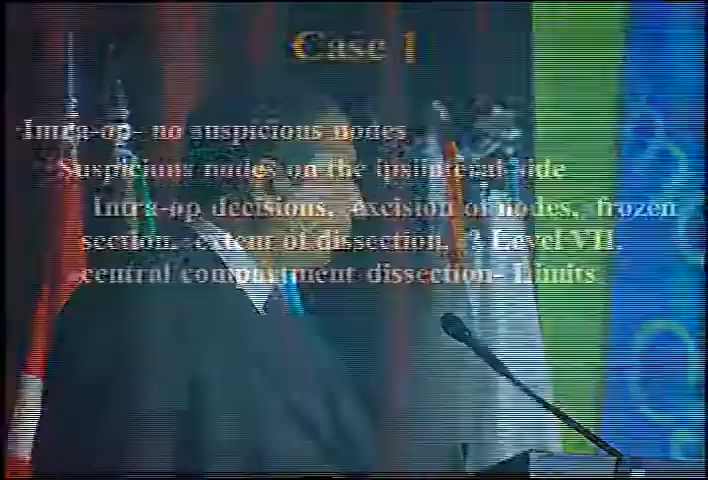 Case 1
Intra-op- no suspicious nodes
Suspicious nodes on the ipsilateral side
Intra-op decisions, excision of nodes, frozen
section, extent of dissection, ? Level VII,
central compartment dissection- Limits